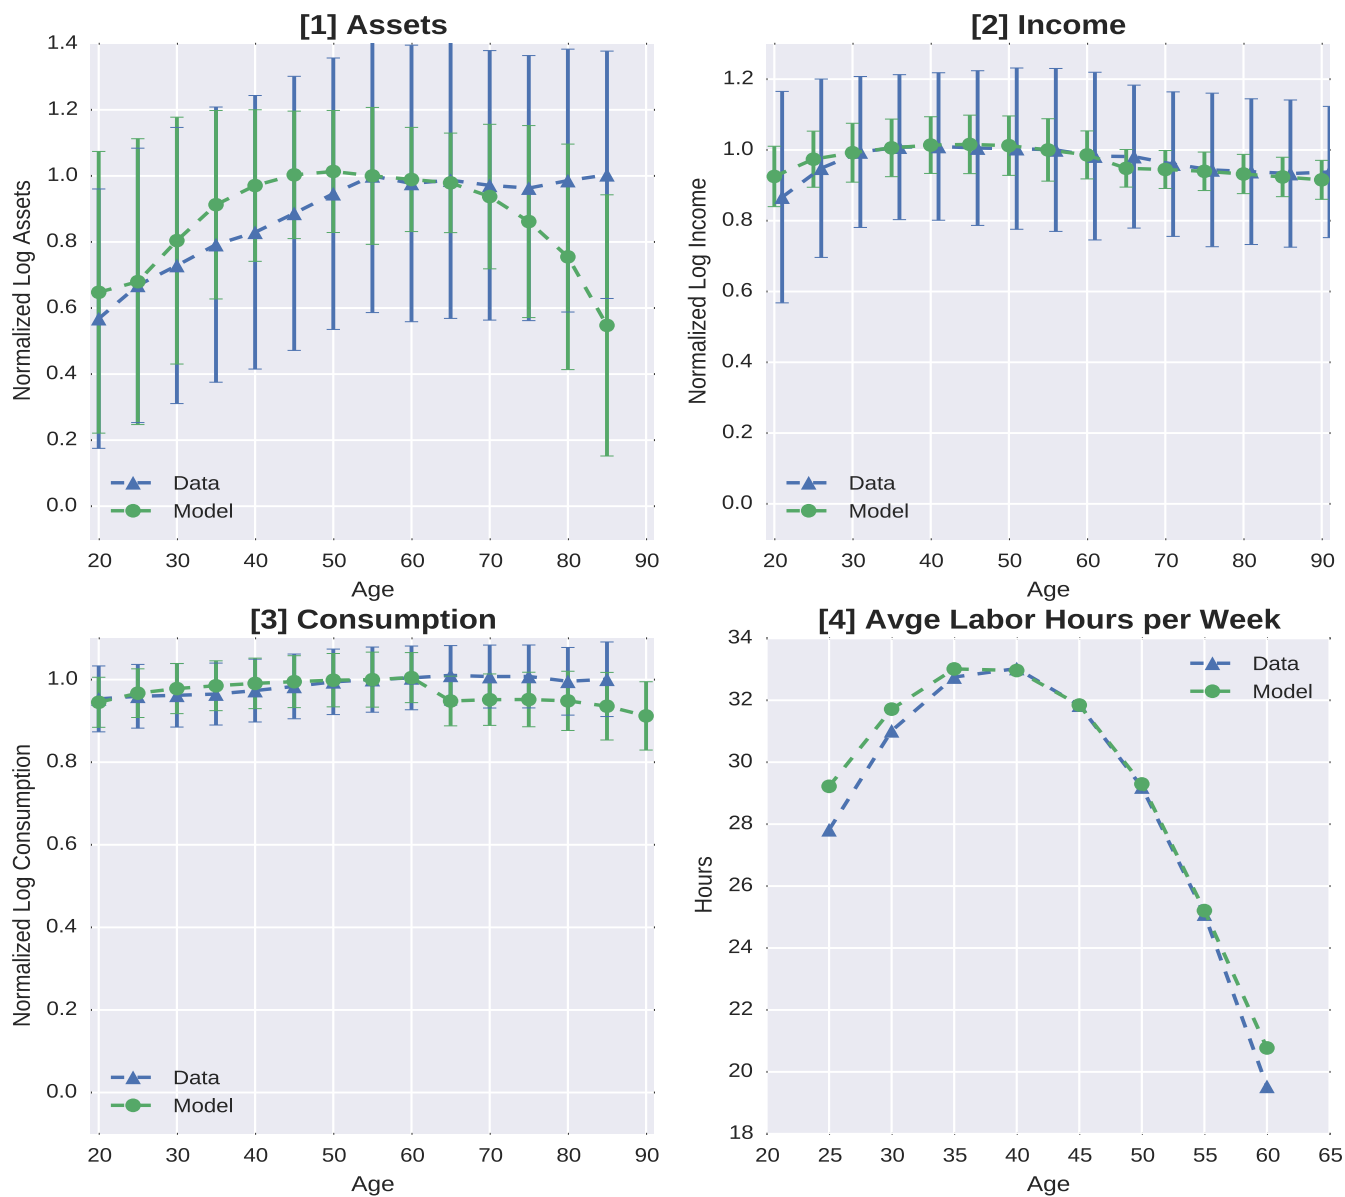 [1] Assets
Normalized Log Assets
1.4
1.2
1.0
0.8
0.6
0.4
0.2
0.0
Data
Model
20 30 40 50 60 70 80 90
Age
[2] Income
Normalized Log Income
1.2
1.0
0.8
0.6
0.4
0.2
0.0
Data
Model
20 30 40 50 60 70 80 90
Age
[3] Consumption
Normalized Log Consumption
1.0
0.8
0.6
0.4
0.2
0.0
Data
Model
20 30 40 50 60 70 80 90
Age
[4] Avge Labor Hours per Week
Hours
34
32
30
28
26
24
22
20
18
Data
Model
20 25 30 35 40 45 50 55 60 65
Age